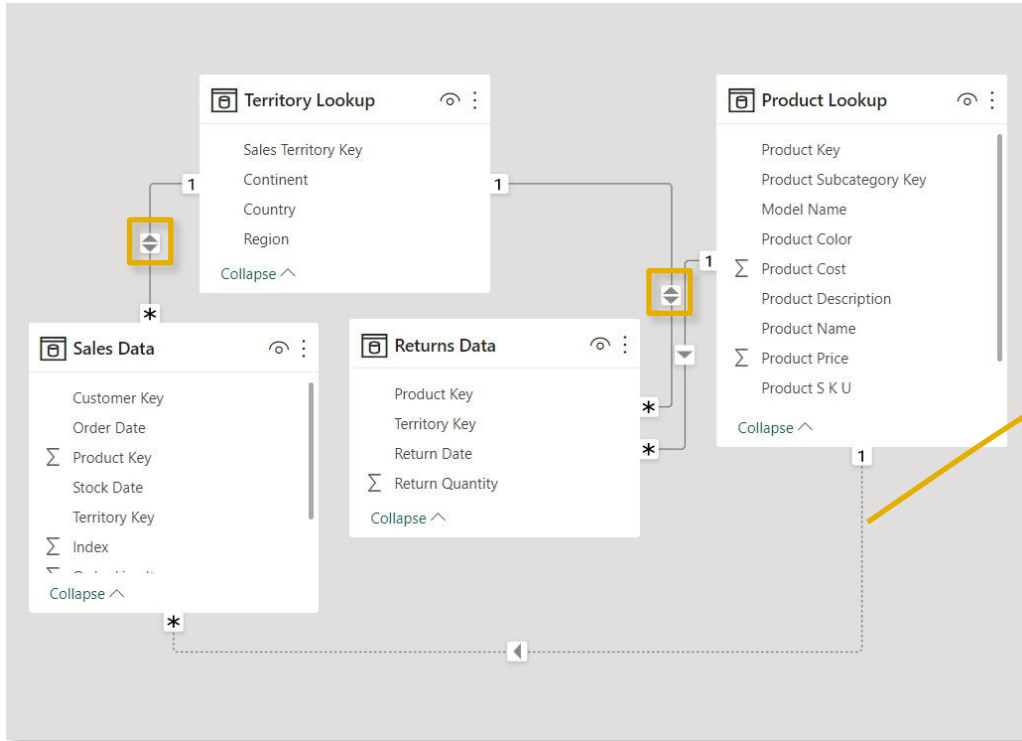 Territory Lookup
Sales Territory Key
Continent
Country
Region
Collapse
1
1
*
Product Lookup
Product Key
Product Subcategory Key
Model Name
Product Color
Σ Product Cost
Product Description
Product Name
Σ Product Price
Product S K U
Collapse
1
1
Sales Data
Customer Key
Order Date
Σ Product Key
Stock Date
Territory Key
Σ Index
Collapse
*
Returns Data
Product Key
Territory Key
Return Date
Σ Return Quantity
Collapse
*
*